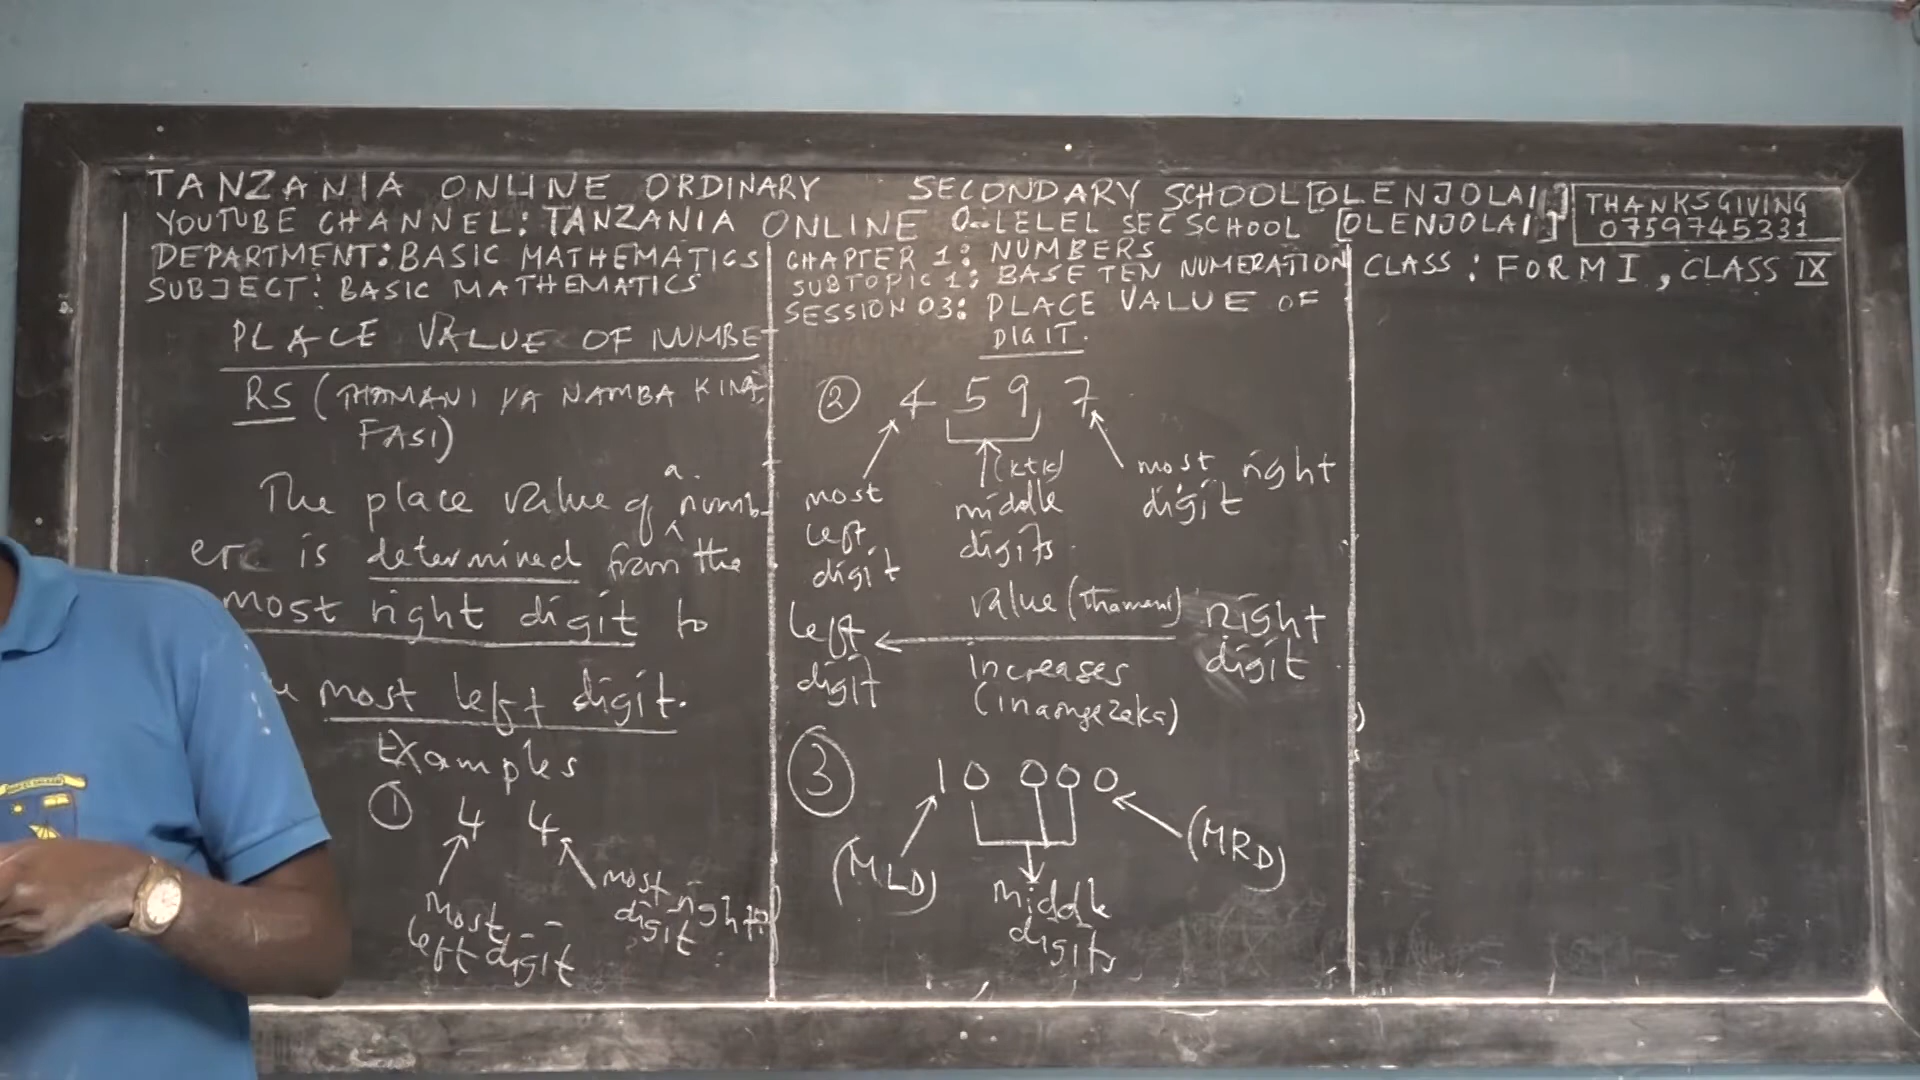 TANZANIA ONLINE ORDINARY SECONDARY SCHOOL [OLENJOLAI]
YOUTUBE CHANNEL: TANZANIA ONLINE O-LELEL SEC SCHOOL [OLENJOLAI]
THANKSGIVING
0759745331
DEPARTMENT: BASIC MATHEMATICS
SUBJECT: BASIC MATHEMATICS
PLACE VALUE OF NUMBE
RS (THAMANI YA NAMBA KINA
FASI)
a
The place value of ^ numb
er is determined from the
most right digit to
most left digit.
Examples
① 4 4
most
left digit
most right
digit
CHAPTER 1: NUMBERS
SUBTOPIC 1: BASE TEN NUMERATION
SESSION 03: PLACE VALUE OF
DIGIT.
② 4 59 7
most
left
digit
(ktk)
middle
digits
most right
digit
left
digit
value (thamani)
increases
(inaongezeka)
right
digit
③ 10 000
(MLD)
middle
digits
(MRD)
CLASS: FORM I, CLASS IX